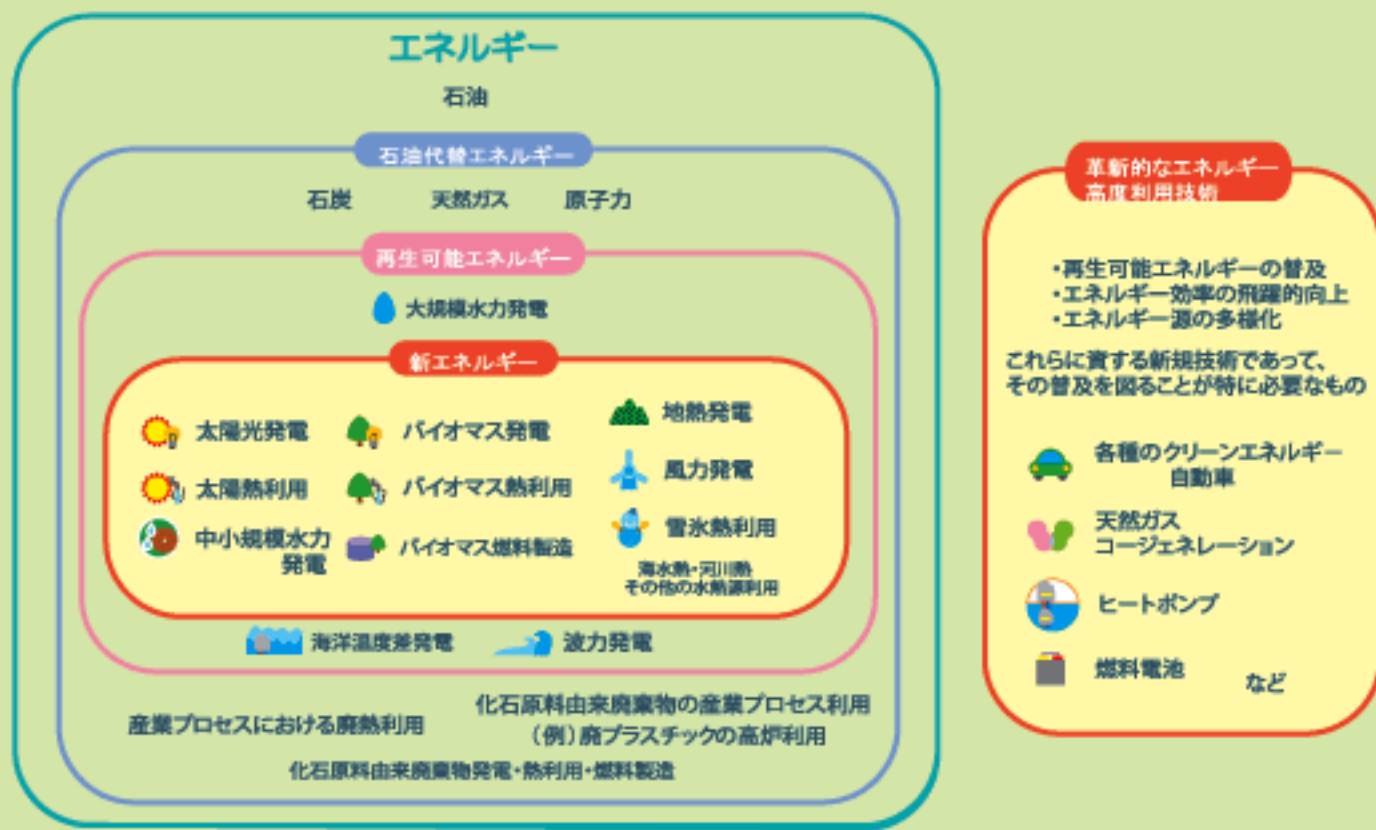 エネルギー
石油
石油代替エネルギー
石炭
天然ガス
原子力
再生可能エネルギー
大規模水力発電
新エネルギー
太陽光発電
太陽熱利用
中小規模水力
発電
バイオマス発電
バイオマス熱利用
バイオマス燃料製造
地熱発電
風力発電
雪氷熱利用
海水熱・河川熱
その他の水熱源利用
海洋温度差発電
波力発電
産業プロセスにおける廃熱利用
化石原料由来廃棄物の産業プロセス利用
(例)廃プラスチックの高炉利用
化石原料由来廃棄物発電・熱利用・燃料製造
革新的なエネルギー
高度利用技術
・再生可能エネルギーの普及
・エネルギー効率の飛躍的向上
・エネルギー源の多様化
これらに資する新規技術であって、
その普及を図ることが特に必要なもの
各種のクリーンエネルギー
自動車
天然ガス
コージェネレーション
ヒートポンプ
燃料電池
など